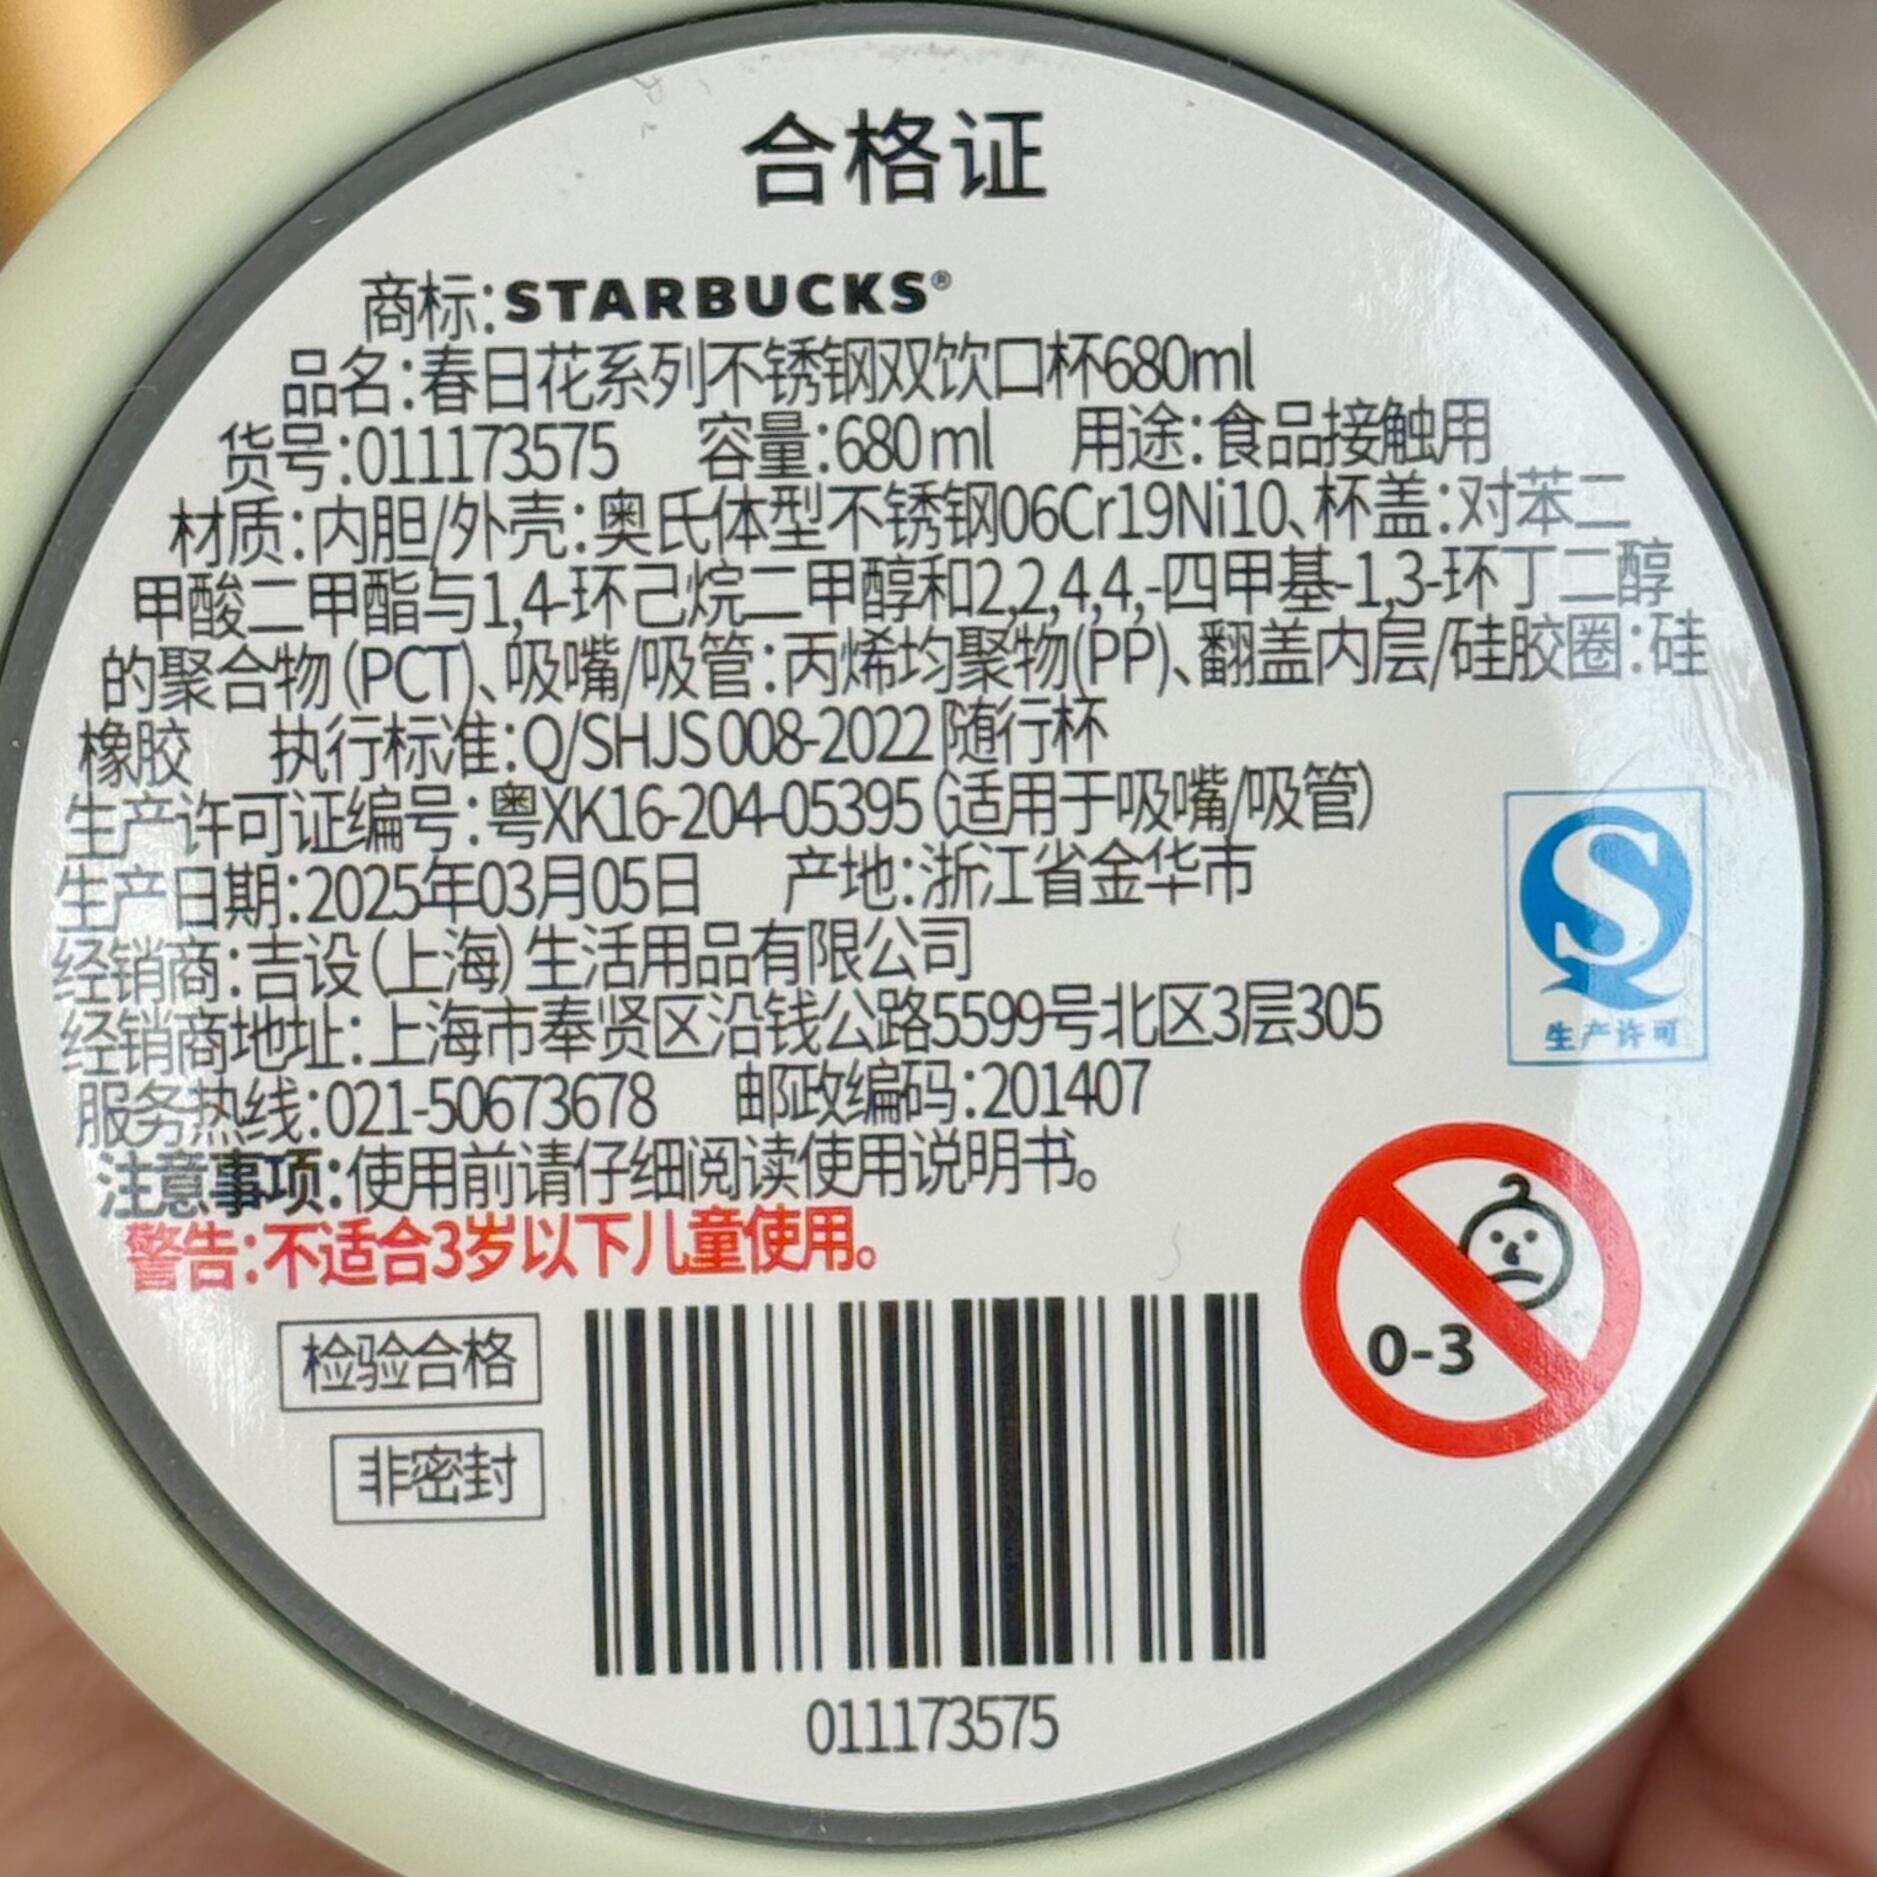 合格证
商标:STARBUCKS®
品名:春日花系列不锈钢双饮口杯680ml
货号:011173575 容量:680ml 用途:食品接触用
材质:内胆/外壳:奥氏体型不锈钢06Cr19Ni10、杯盖:对苯二
甲酸二甲酯与1,4-环己烷二甲醇和2,2,4,4,-四甲基-1,3-环丁二醇
的聚合物(PCT)、吸嘴/吸管:丙烯均聚物(PP)、翻盖内层/硅胶圈:硅
橡胶 执行标准:Q/SHJS 008-2022 随行杯
生产许可证编号:粤XK16-204-05395(适用于吸嘴/吸管)
生产日期:2025年03月05日 产地:浙江省金华市
经销商:吉设(上海)生活用品有限公司
经销商地址:上海市奉贤区沿钱公路5599号北区3层305
服务热线:021-50673678 邮政编码:201407
注意事项:使用前请仔细阅读使用说明书。
警告:不适合3岁以下儿童使用。
生产许可
0-3
检验合格
非密封
011173575